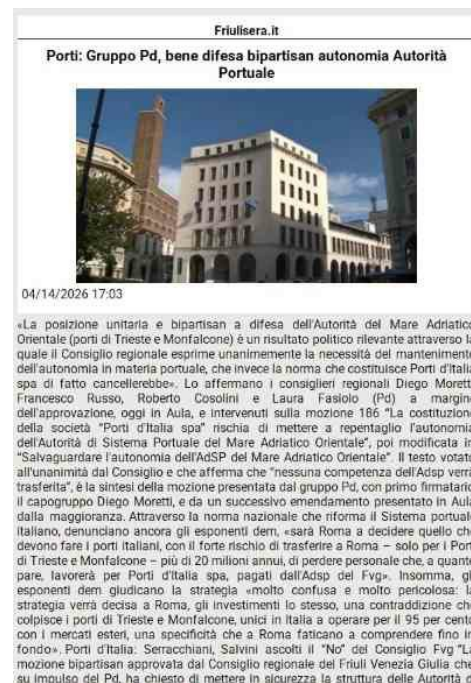 Friulisera.it
Porti: Gruppo Pd, bene difesa bipartisan autonomia Autorità
Portuale
04/14/2026 17:03
«La posizione unitaria e bipartisan a difesa dell'Autorità del Mare Adriatico
Orientale (porti di Trieste e Monfalcone) è un risultato politico rilevante attraverso la
quale il Consiglio regionale esprime unanimemente la necessità del mantenimento
dell'autonomia in materia portuale, che invece la norma che costituisce Porti d'Italia
spa di fatto cancellerebbe». Lo affermano i consiglieri regionali Diego Moretti,
Francesco Russo, Roberto Cosolini e Laura Fasiolo (Pd) a margine
dell'approvazione, oggi in Aula, e intervenuti sulla mozione 186 "La costituzione
della società "Porti d'Italia spa" rischia di mettere a repentaglio l'autonomia
dell'Autorità di Sistema Portuale del Mare Adriatico Orientale", poi modificata in
"Salvaguardare l'autonomia dell'AdSP del Mare Adriatico Orientale". Il testo votato
all'unanimità dal Consiglio e che afferma che "nessuna competenza dell'Adsp verrà
trasferita", è la sintesi della mozione presentata dal gruppo Pd, con primo firmatario
il capogruppo Diego Moretti, e da un successivo emendamento presentato in Aula
dalla maggioranza. Attraverso la norma nazionale che riforma il Sistema portuale
italiano, denunciano ancora gli esponenti dem, «sarà Roma a decidere quello che
devono fare i porti italiani, con il forte rischio di trasferire a Roma – solo per i Porti
di Trieste e Monfalcone – più di 20 milioni annui, di perdere personale che, a quanto
pare, lavorerà per Porti d'Italia spa, pagati dall'Adsp del Fvg». Insomma, gli
esponenti dem giudicano la strategia «molto confusa e molto pericolosa: la
strategia verrà decisa a Roma, gli investimenti lo stesso, una contraddizione che
colpisce i porti di Trieste e Monfalcone, unici in Italia a operare per il 95 per cento
con i mercati esteri, una specificità che a Roma faticano a comprendere fino in
fondo». Porti d'Italia: Serracchiani, Salvini ascolti il "No" del Consiglio Fvg "La
mozione bipartisan approvata dal Consiglio regionale del Friuli Venezia Giulia che
su impulso del Pd, ha chiesto di mettere in sicurezza la struttura delle Autorità e